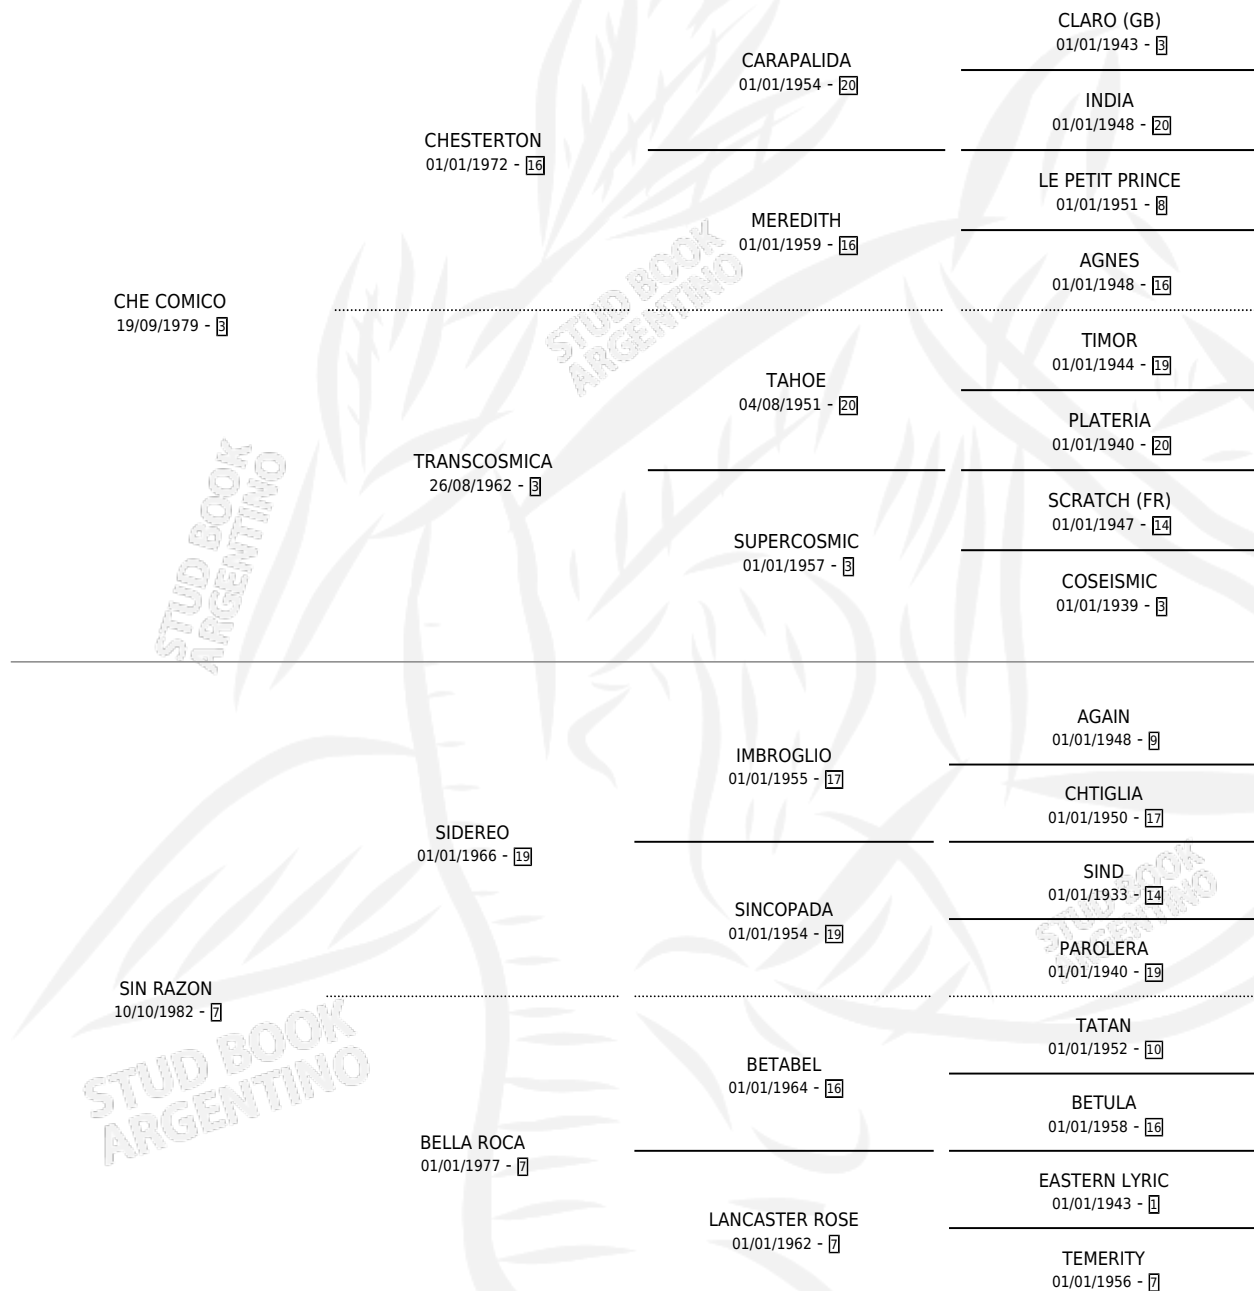 CLARO (GB)
01/01/1943 - 3
CARAPALIDA
01/01/1954 - 20
INDIA
01/01/1948 - 20
CHESTERTON
01/01/1972 - 16
LE PETIT PRINCE
01/01/1951 - 8
MEREDITH
01/01/1959 - 16
AGNES
01/01/1948 - 16
CHE COMICO
19/09/1979 - 3
TIMOR
01/01/1944 - 19
TAHOE
04/08/1951 - 20
PLATERIA
01/01/1940 - 20
TRANSCOSMICA
26/08/1962 - 3
SCRATCH (FR)
01/01/1947 - 14
SUPERCOSMIC
01/01/1957 - 3
COSEISMIC
01/01/1939 - 3
AGAIN
01/01/1948 - 9
IMBROGLIO
01/01/1955 - 17
CHTIGLIA
01/01/1950 - 17
SIDEREO
01/01/1966 - 19
SIND
01/01/1933 - 14
SINCOPADA
01/01/1954 - 19
PAROLERA
01/01/1940 - 19
SIN RAZON
10/10/1982 - 7
TATAN
01/01/1952 - 10
BETABEL
01/01/1964 - 16
BETULA
01/01/1958 - 16
BELLA ROCA
01/01/1977 - 7
EASTERN LYRIC
01/01/1943 - 1
LANCASTER ROSE
01/01/1962 - 7
TEMERITY
01/01/1956 - 7
STUD BOOK
ARGENTINO
STUD BOOK
ARGENTINO
STUD BOOK
ARGENTINO
STUD BOOK
ARGENTINO